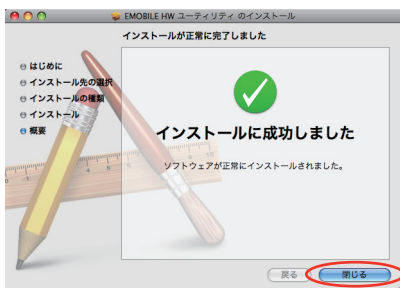 EMOBILE HW ユーティリティ のインストール
インストールが正常に完了しました
はじめに
インストール先の選択
インストールの種類
インストール
概要
インストールに成功しました
ソフトウェアが正常にインストールされました。
戻る
閉じる